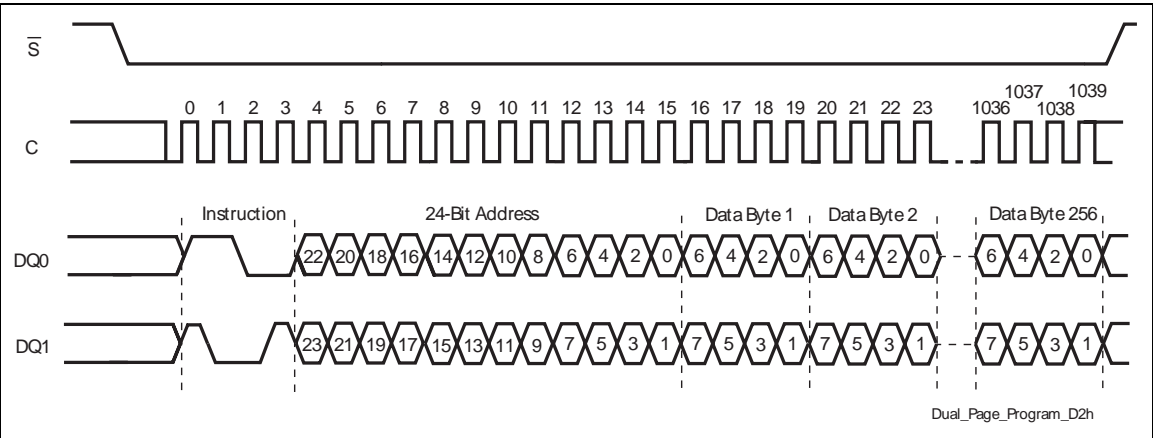 S
0 1 2 3 4 5 6 7 8 9 10 11 12 13 14 15 16 17 18 19 20 21 22 23 1036 1037 1038 1039
C
Instruction 24-Bit Address Data Byte 1 Data Byte 2 Data Byte 256
DQ0 22 20 18 16 14 12 10 8 6 4 2 0 6 4 2 0 6 4 2 0 6 4 2 0
DQ1 23 21 19 17 15 13 11 9 7 5 3 1 7 5 3 1 7 5 3 1 7 5 3 1
Dual_Page_Program_D2h